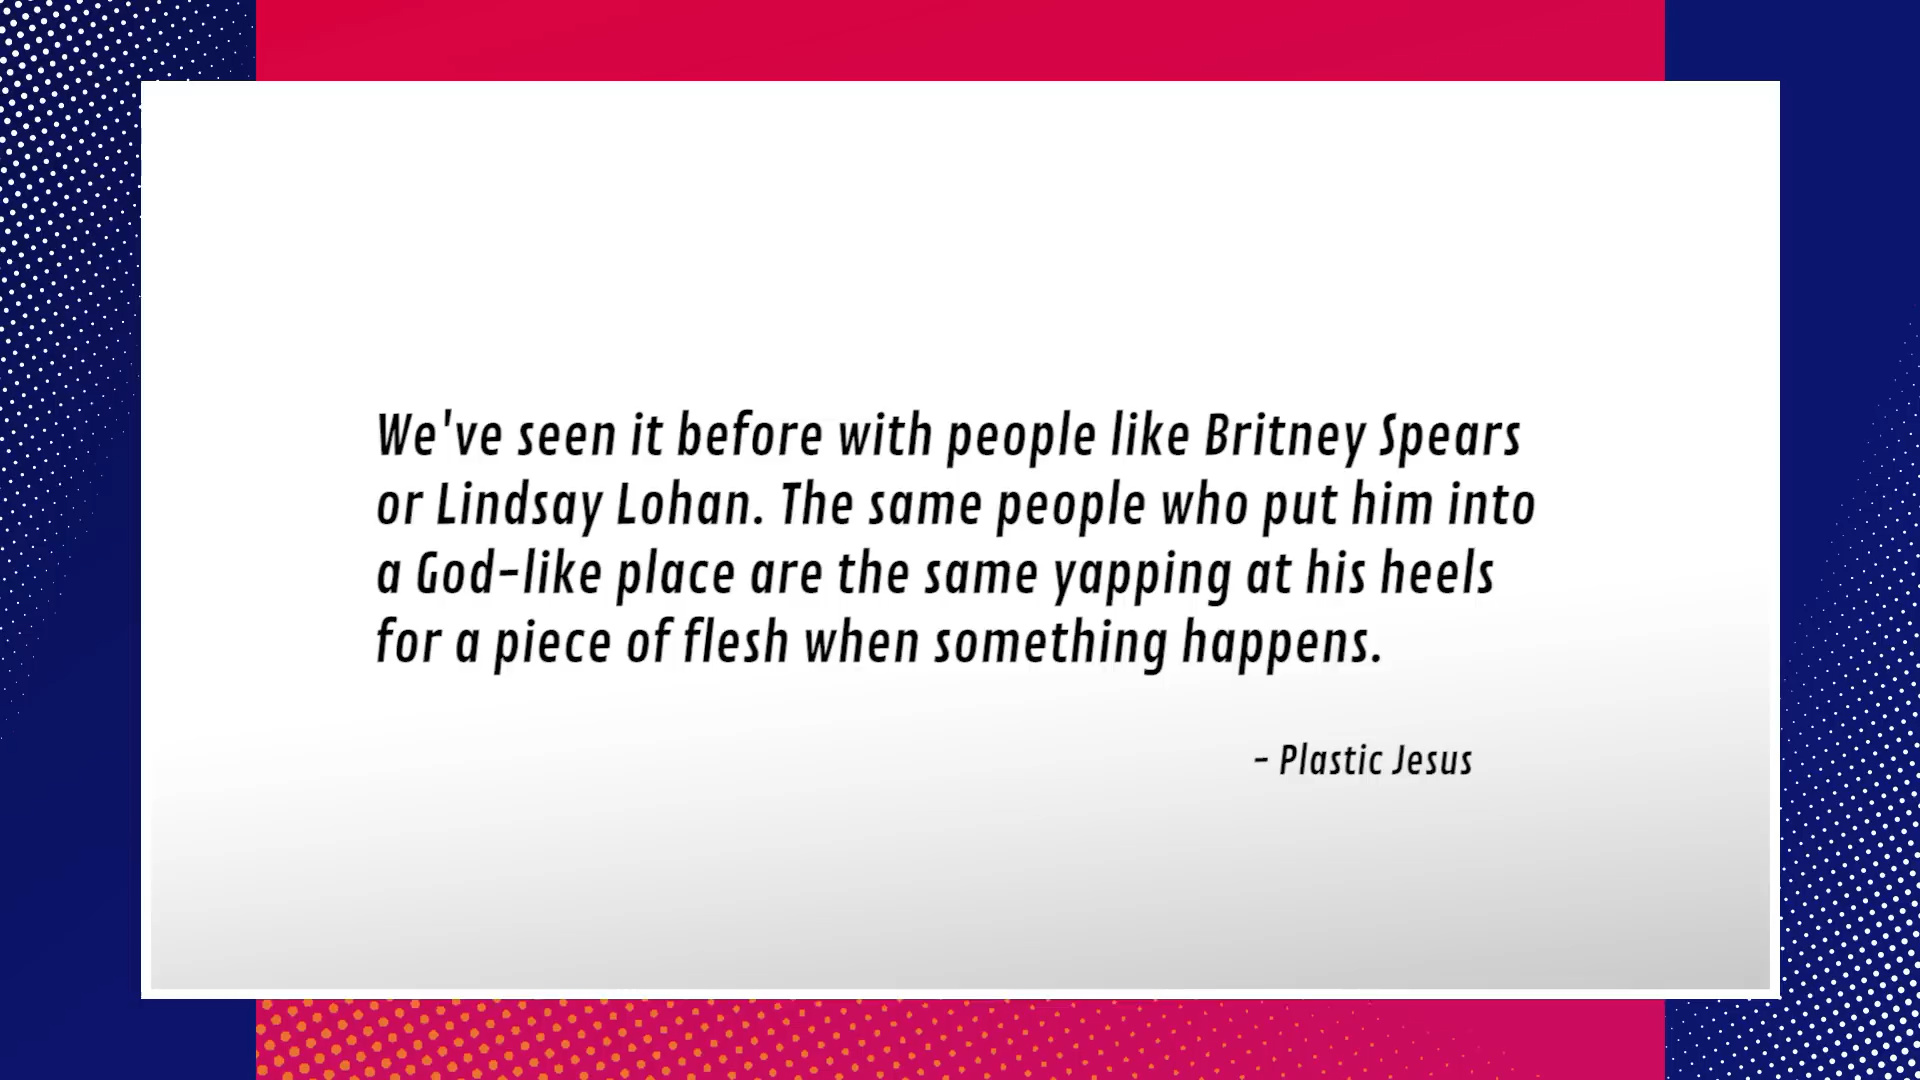 We've seen it before with people like Britney Spears
or Lindsay Lohan. The same people who put him into
a God-like place are the same yapping at his heels
for a piece of flesh when something happens.
- Plastic Jesus